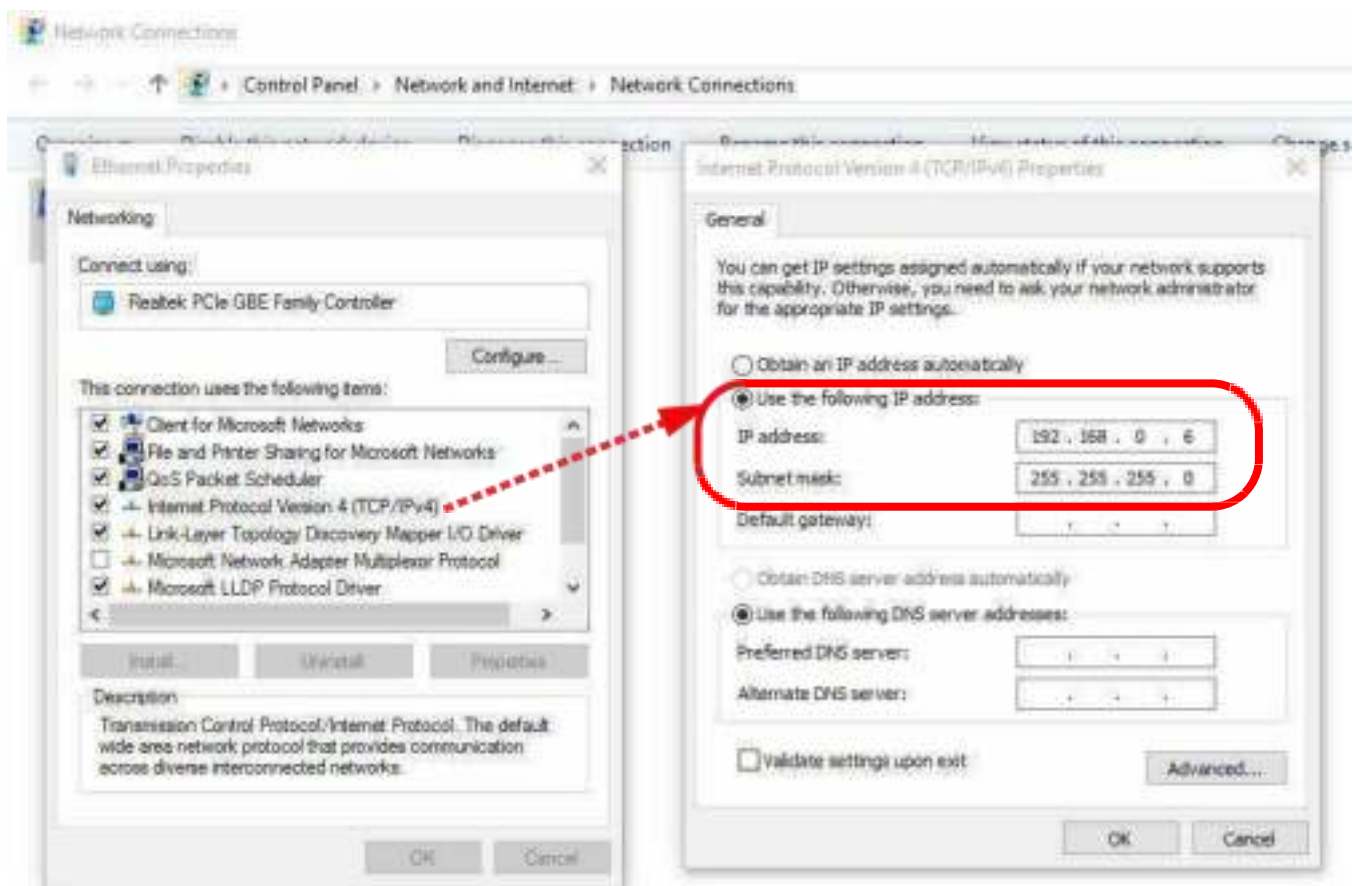 Network Connections
Control Panel > Network and Internet > Network Connections
Ethernet Properties
Networking
Connect using:
Realtek PCIe GBE Family Controller
Configure...
This connection uses the following items:
Client for Microsoft Networks
File and Printer Sharing for Microsoft Networks
QoS Packet Scheduler
Internet Protocol Version 4 (TCP/IPv4)
Link-Layer Topology Discovery Mapper I/O Driver
Microsoft Network Adapter Multiplexor Protocol
Microsoft LLDP Protocol Driver
Install...
Uninstall
Properties
Description
Transmission Control Protocol/Internet Protocol. The default
wide area network protocol that provides communication
across diverse interconnected networks.
OK
Cancel
Internet Protocol Version 4 (TCP/IPv4) Properties
General
You can get IP settings assigned automatically if your network supports
this capability. Otherwise, you need to ask your network administrator
for the appropriate IP settings.
Obtain an IP address automatically
Use the following IP address:
IP address: 192 . 168 . 0 . 6
Subnet mask: 255 . 255 . 255 . 0
Default gateway: . . .
Obtain DNS server address automatically
Use the following DNS server addresses:
Preferred DNS server: . . .
Alternate DNS server: . . .
Validate settings upon exit
Advanced...
OK
Cancel